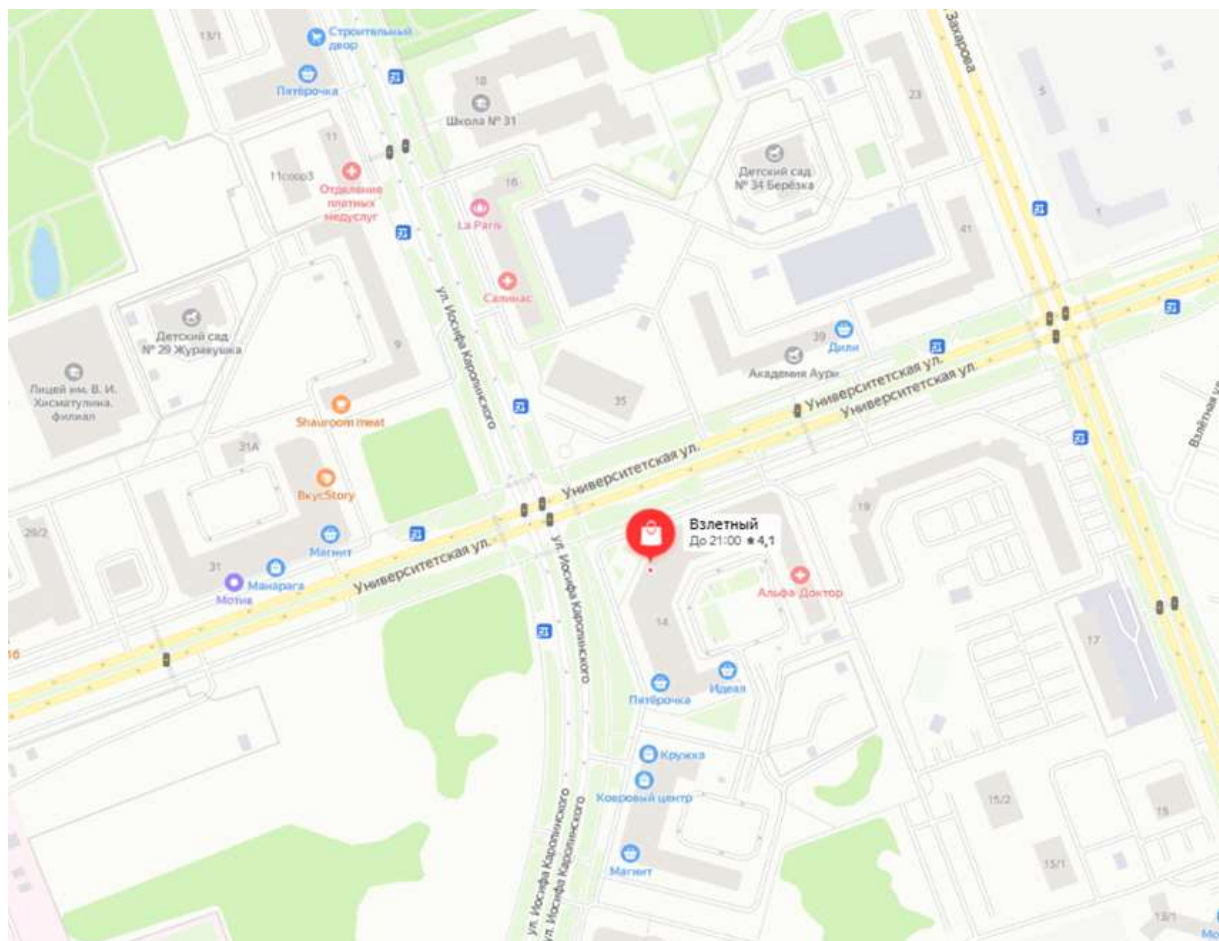 13/1
Строительный
двор
Пятёрочка
18
Школа № 31
Захарова
23
5
11
11соор3
Отделение
платных
медуслуг
16
La Paris
Детский сад
№ 34 Берёзка
1
41
Салинас
ул. Иосифа Каролинского
Детский сад
№ 29 Журавушка
9
39
Дили
Академия Аури
Лицей им. В. И.
Хисматулина,
филиал
Университетская ул.
Университетская ул.
Shauroom meat
35
31А
ВкусStory
Университетская ул.
29/2
Магнит
Взлетный
До 21:00 ★4,1
19
31
Манарага
Мотив
Университетская ул.
ул. Иосифа Каролинского
Альфа-Доктор
14
17
16
Пятёрочка
Идеал
Кружка
Ковровый центр
15/2
15
ул. Иосифа Каролинского
ул. Иосифа Каролинского
Магнит
15/1
13/1